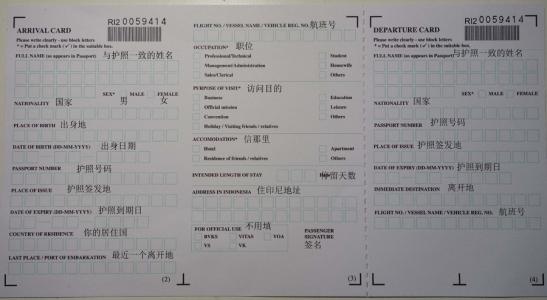 RI2 0059414
ARRIVAL CARD
Please write clearly - use block letters
* = Put a check mark (✓) in the suitable box.
FULL NAME (as appears in Passport) 与护照一致的姓名
SEX* MALE FEMALE
男 女
NATIONALITY 国家
PLACE OF BIRTH 出身地
DATE OF BIRTH (DD-MM-YYYY) 出身日期
PASSPORT NUMBER 护照号码
PLACE OF ISSUE 护照签发地
DATE OF EXPIRY (DD-MM-YYYY) 护照到期日
COUNTRY OF RESIDENCE 你的居住国
LAST PLACE / PORT OF EMBARKATION 最近一个离开地
(2)
FLIGHT NO. / VESSEL NAME / VEHICLE REG. NO. 航班号
OCCUPATION* 职位
Professional/Technical Student
Management/Administration Housewife
Sales/Clerical Others
PURPOSE OF VISIT* 访问目的
Business Education
Official mission Leisure
Convention Others
Holiday / Visiting friends / relatives
ACCOMODATION* 信那里
Hotel Apartment
Residence of friends / relatives Others
INTENDED LENGTH OF STAY 留天数
ADDRESS IN INDONESIA 住印尼地址
FOR OFFICIAL USE 不用填
BVKS VITAS VOA
VS VK
PASSENGER SIGNATURE
签名
(3)
RI2 0059414
DEPARTURE CARD
Please write clearly - use block letters
* = Put a check mark (✓) in the suitable box.
FULL NAME (as appears in Passport) 与护照一致的姓名
SEX* MALE FEMALE
NATIONALITY 国家
PASSPORT NUMBER 护照号码
PLACE OF ISSUE 护照签发地
DATE OF EXPIRY (DD-MM-YYYY) 护照到期日
IMMEDIATE DESTINATION 离开地
FLIGHT NO. / VESSEL NAME / VEHICLE REG. NO. 航班号
(4)